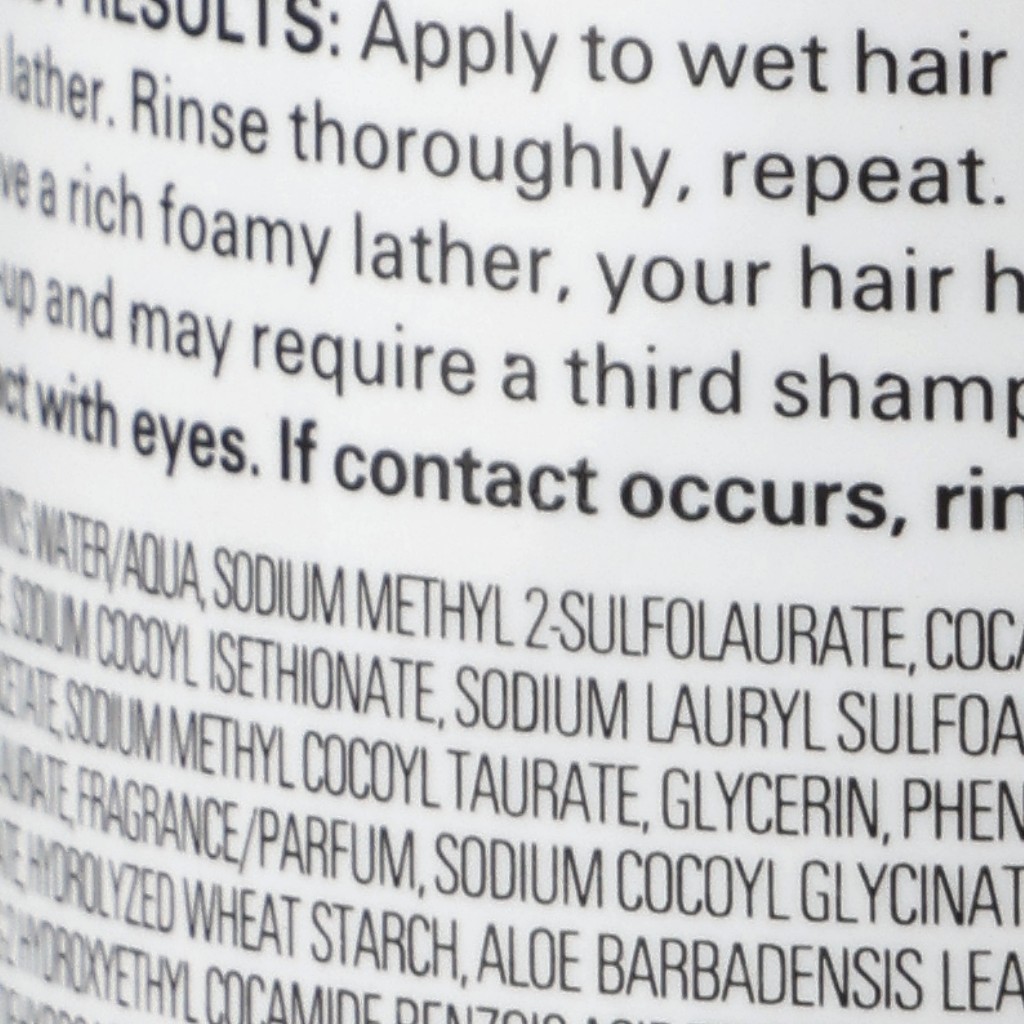 RESULTS: Apply to wet hair
lather. Rinse thoroughly, repeat.
a rich foamy lather, your hair h
up and may require a third shamp
with eyes. If contact occurs, rin
WATER/AQUA, SODIUM METHYL 2-SULFOLAURATE, COCA
SODIUM COCOYL ISETHIONATE, SODIUM LAURYL SULFOA
SODIUM METHYL COCOYL TAURATE, GLYCERIN, PHEN
FRAGRANCE/PARFUM, SODIUM COCOYL GLYCINAT
HYDROLYZED WHEAT STARCH, ALOE BARBADENSIS LEA
HYDROXYETHYL COCAMIDE BENZOIC ACID